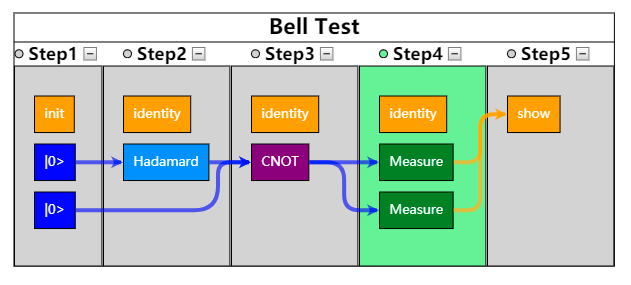 Bell Test
Step1 Step2 Step3 Step4 Step5
init identity identity identity show
|0> Hadamard CNOT Measure
|0> Measure